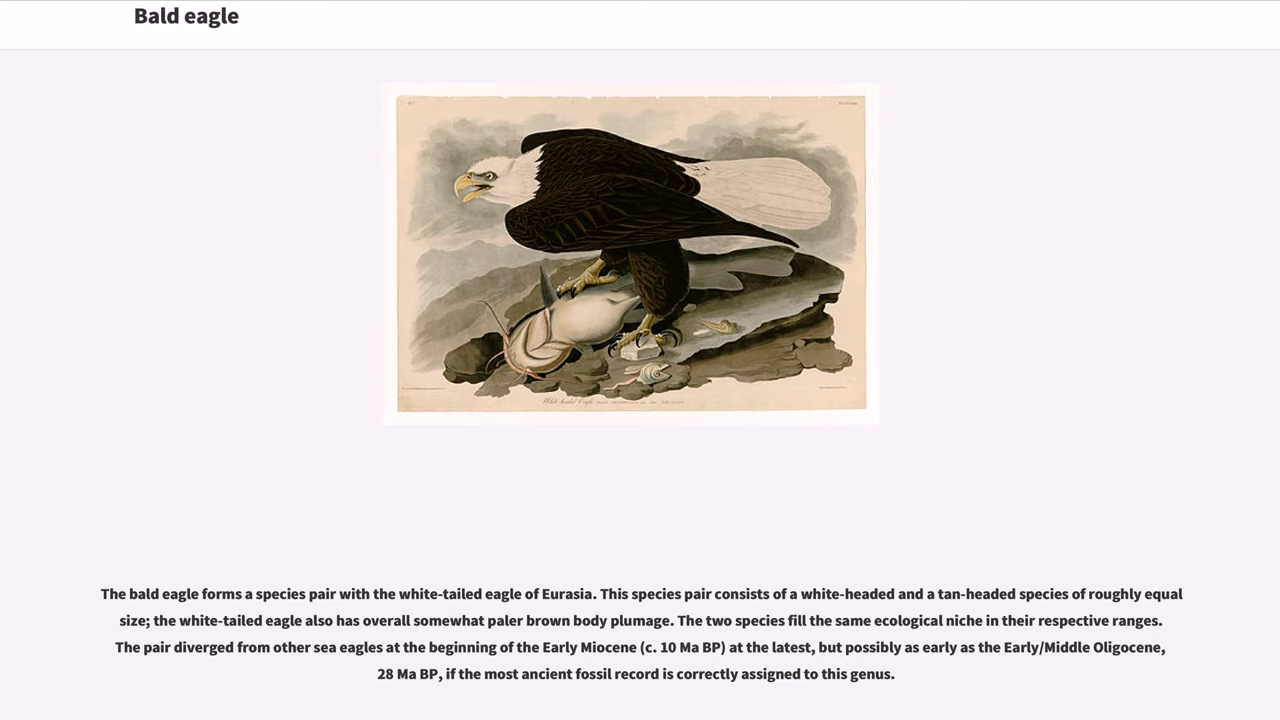 Bald eagle
The bald eagle forms a species pair with the white-tailed eagle of Eurasia. This species pair consists of a white-headed and a tan-headed species of roughly equal
size; the white-tailed eagle also has overall somewhat paler brown body plumage. The two species fill the same ecological niche in their respective ranges.
The pair diverged from other sea eagles at the beginning of the Early Miocene (c. 10 Ma BP) at the latest, but possibly as early as the Early/Middle Oligocene,
28 Ma BP, if the most ancient fossil record is correctly assigned to this genus.